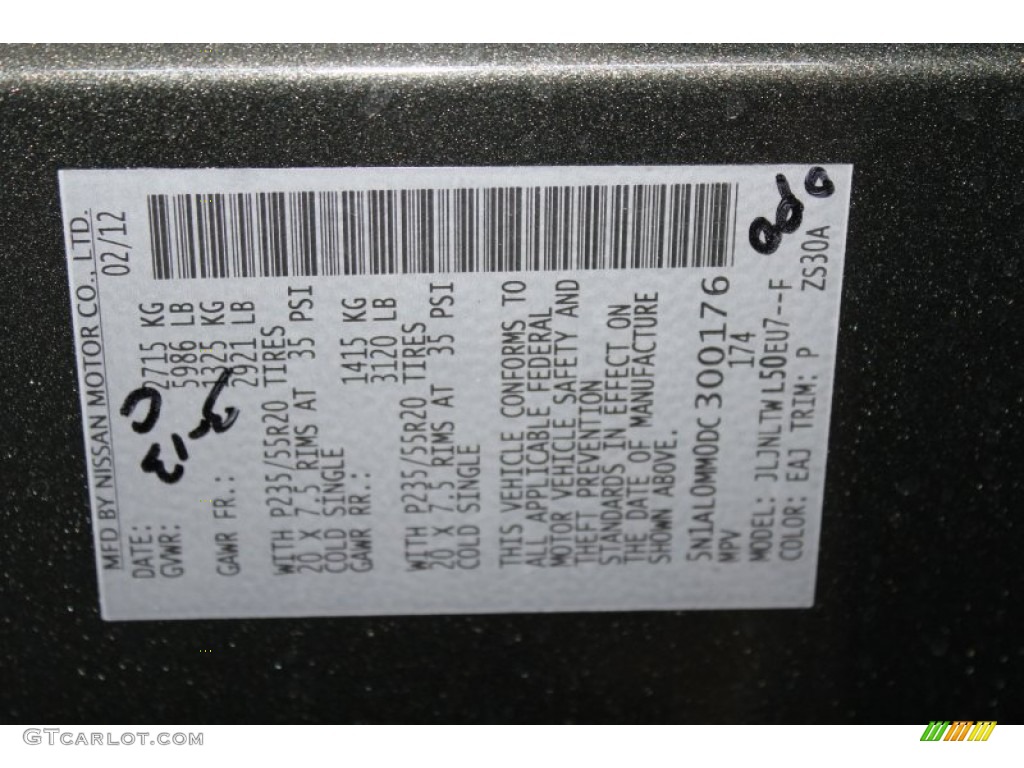 MFD BY NISSAN MOTOR CO., LTD.
DATE: 02/12
GVWR: 2715 KG
5986 LB
GAWR FR.: 1325 KG
2921 LB
WITH P235/55R20 TIRES
20 X 7.5 RIMS AT 35 PSI
COLD SINGLE
GAWR RR.: 1415 KG
3120 LB
WITH P235/55R20 TIRES
20 X 7.5 RIMS AT 35 PSI
COLD SINGLE
THIS VEHICLE CONFORMS TO
ALL APPLICABLE FEDERAL
MOTOR VEHICLE SAFETY AND
THEFT PREVENTION
STANDARDS IN EFFECT ON
THE DATE OF MANUFACTURE
SHOWN ABOVE.
5N1AL0MM0DC300176
MPV 174
MODEL: JLJNLTWL50EU7--F
COLOR: EAJ TRIM: P ZS30A
GTCARLOT.COM